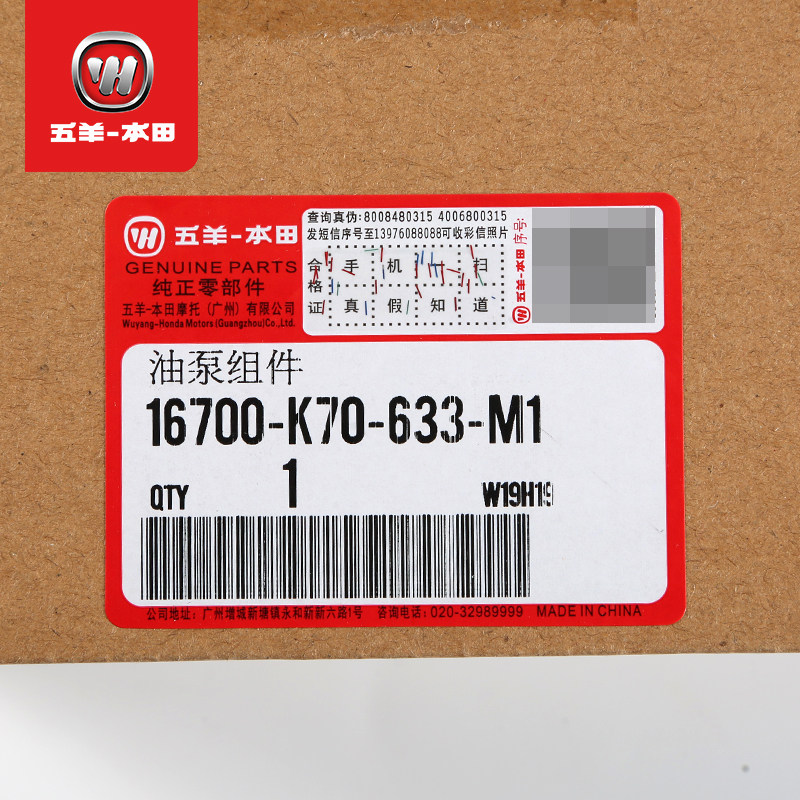 五羊-本田
五羊-本田
GENUINE PARTS
纯正零部件
五羊-本田摩托（广州）有限公司
Wuyang-Honda Motors (Guangzhou)Co.,Ltd.
查询真伪:8008480315 4006800315
发短信序号至13976088088可收彩信照片
合格证
手机一扫
真假知道
五羊-本田
序号:
油泵组件
16700-K70-633-M1
QTY 1 W19H19
公司地址: 广州增城新塘镇永和新新六路1号 咨询电话: 020-32989999 MADE IN CHINA